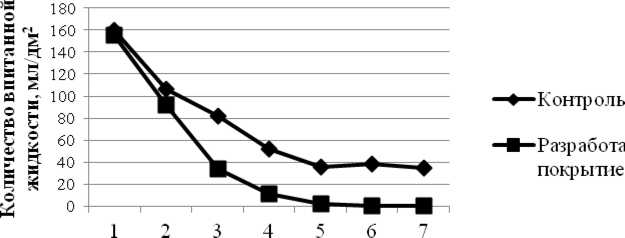 Количество впитанной
жидкости, мл/дм²
180
160
140
120
100
80
60
40
20
0
1 2 3 4 5 6 7
Контроль
Разработа
покрытие